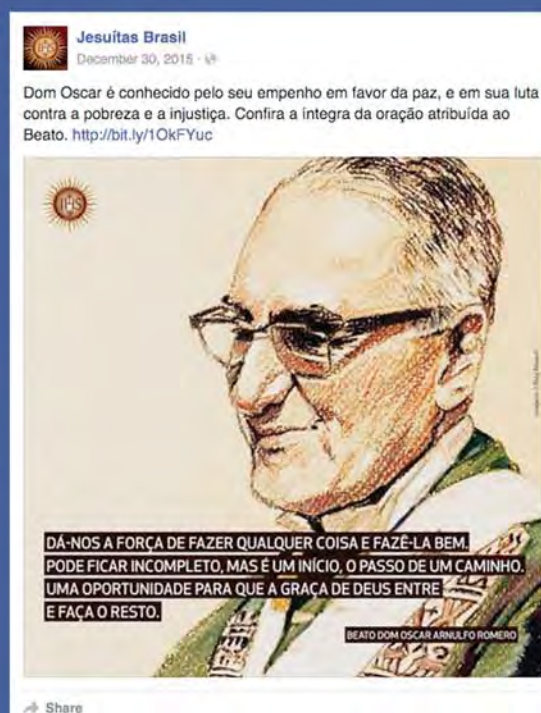 Jesuítas Brasil
December 30, 2015
Dom Oscar é conhecido pelo seu empenho em favor da paz, e em sua luta
contra a pobreza e a injustiça. Confira a íntegra da oração atribuída ao
Beato. http://bit.ly/1OkFYuc
IHS
DÁ-NOS A FORÇA DE FAZER QUALQUER COISA E FAZÊ-LA BEM.
PODE FICAR INCOMPLETO, MAS É UM INÍCIO, O PASSO DE UM CAMINHO.
UMA OPORTUNIDADE PARA QUE A GRAÇA DE DEUS ENTRE
E FAÇA O RESTO.
BEATO DOM OSCAR ARNULFO ROMERO
Share